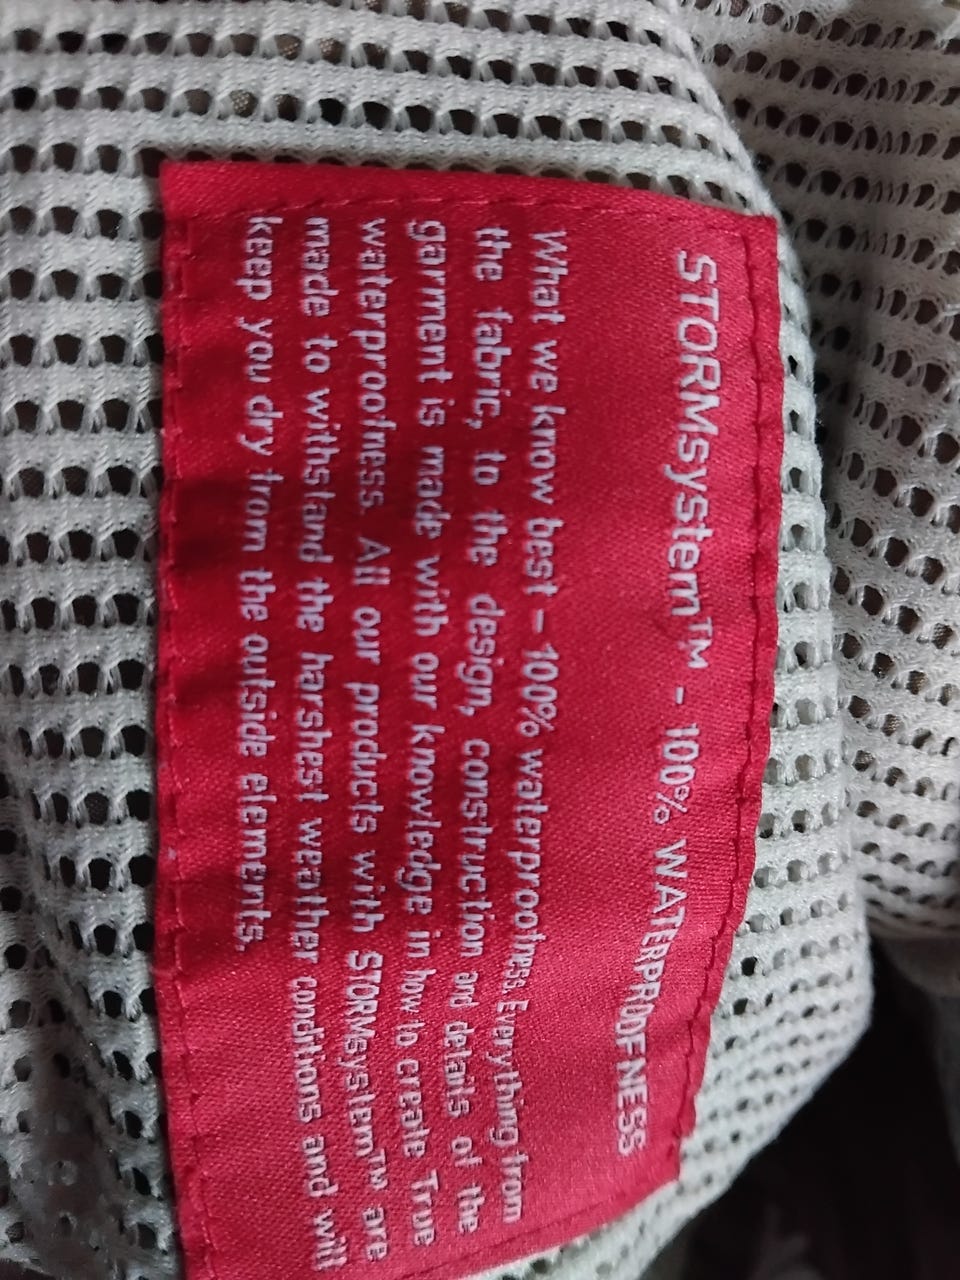 STORMsystem™ - 100% WATERPROOFNESS
What we know best - 100% waterproofness. Everything from
the fabric, to the design, construction and details of the
garment is made with our knowledge in how to create True
waterproofness. All our products with STORMsystem™ are
made to withstand the harshest weather conditions and will
keep you dry from the outside elements.